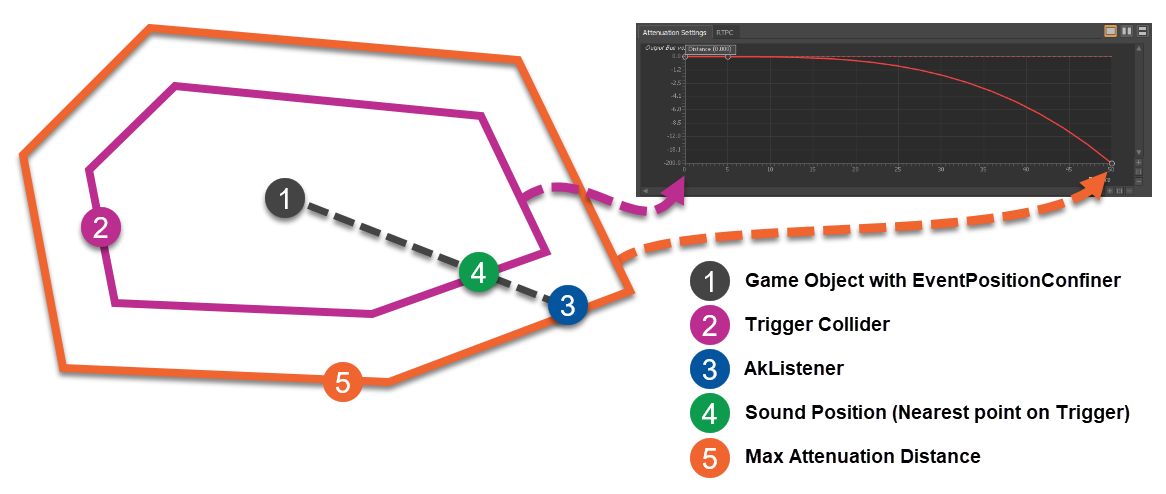 Attenuation Settings RTPC
Output Bus Vo
Distance (0.000)
0.0
-1.2
-2.5
-4.1
-6.0
-8.5
-12.0
-18.1
-200.0
0 5 10 15 20 25 30 35 40 45 50
1
2
4
3
5
1 Game Object with EventPositionConfiner
2 Trigger Collider
3 AkListener
4 Sound Position (Nearest point on Trigger)
5 Max Attenuation Distance